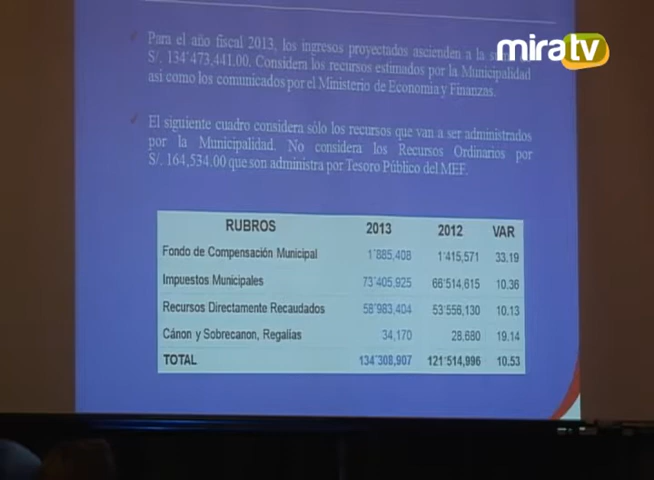 miratv
Para el año fiscal 2013, los ingresos proyectados ascienden a la
S/. 134'473,441.00. Considera los recursos estimados por la Municipalidad
así como los comunicados por el Ministerio de Economía y Finanzas.
El siguiente cuadro considera sólo los recursos que van a ser administrados
por la Municipalidad. No considera los Recursos Ordinarios por
S/. 164,534.00 que son administra por Tesoro Público del MEF.
RUBROS 2013 2012 VAR
Fondo de Compensación Municipal 1'885,408 1'415,571 33.19
Impuestos Municipales 73'405,925 66'514,615 10.36
Recursos Directamente Recaudados 58'983,404 53'556,130 10.13
Cánon y Sobrecanon, Regalías 34,170 28,680 19.14
TOTAL 134'308,907 121'514,996 10.53